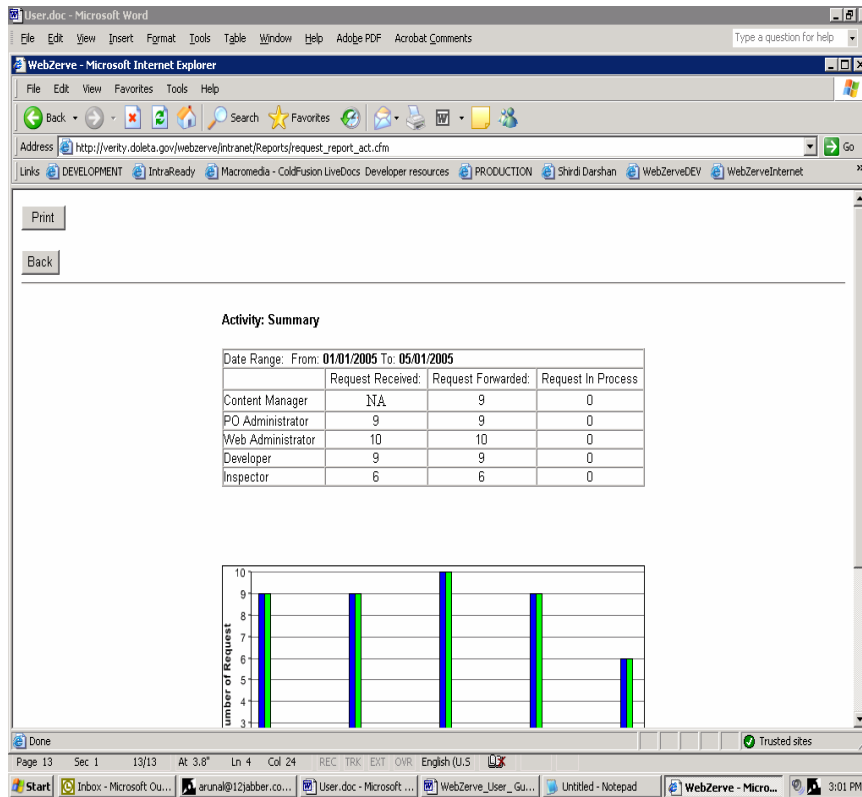 User.doc - Microsoft Word
File Edit View Insert Format Tools Table Window Help Adobe PDF Acrobat Comments Type a question for help
WebZerve - Microsoft Internet Explorer
File Edit View Favorites Tools Help
Back Search Favorites
Address http://verity.doleta.gov/webzerve/intranet/Reports/request_report_act.cfm Go
Links DEVELOPMENT IntraReady Macromedia - ColdFusion LiveDocs Developer resources PRODUCTION Shirdi Darshan WebZerveDEV WebZerveInternet »
Print
Back
Activity: Summary
Date Range: From: 01/01/2005 To: 05/01/2005
Request Received: Request Forwarded: Request In Process
Content Manager NA 9 0
PO Administrator 9 9 0
Web Administrator 10 10 0
Developer 9 9 0
Inspector 6 6 0
10
9
8
7
6
5
4
3
umber of Request
Done Trusted sites
Page 13 Sec 1 13/13 At 3.8" Ln 4 Col 24 REC TRK EXT OVR English (U.S
Start Inbox - Microsoft Ou... arunal@12jabber.co... User.doc - Microsoft ... WebZerve_User_Gu... Untitled - Notepad WebZerve - Micro... 3:01 PM